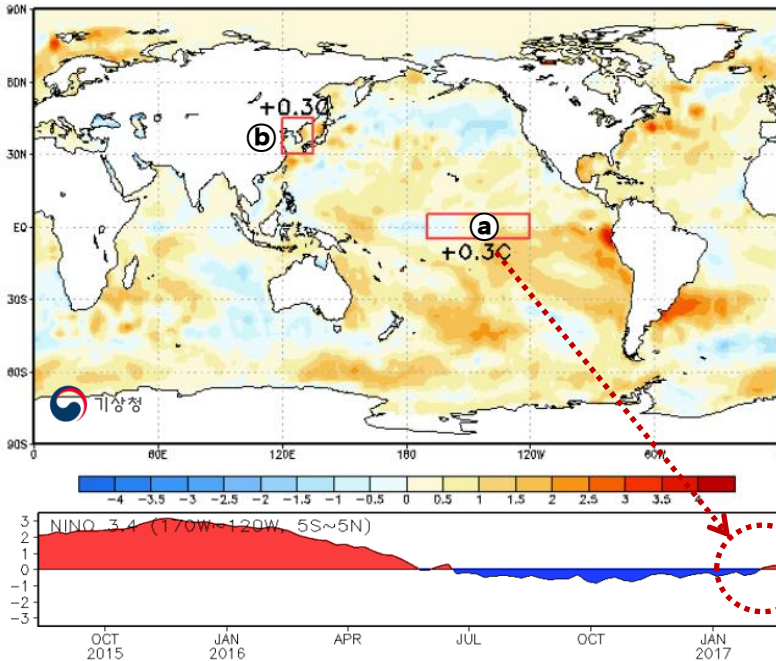 90N
60N
30N
EQ
30S
60S
90S
+0.30
ⓑ
ⓐ
+0.30
기상청
0 60E 120E 180 120W 60W
-4 -3.5 -3 -2.5 -2 -1.5 -1 -0.5 0 0.5 1 1.5 2 2.5 3 3.5 4
NINO 3.4 (170W~120W, 5S~5N)
3
2
1
0
-1
-2
-3
OCT JAN APR JUL OCT JAN
2015 2016 2017